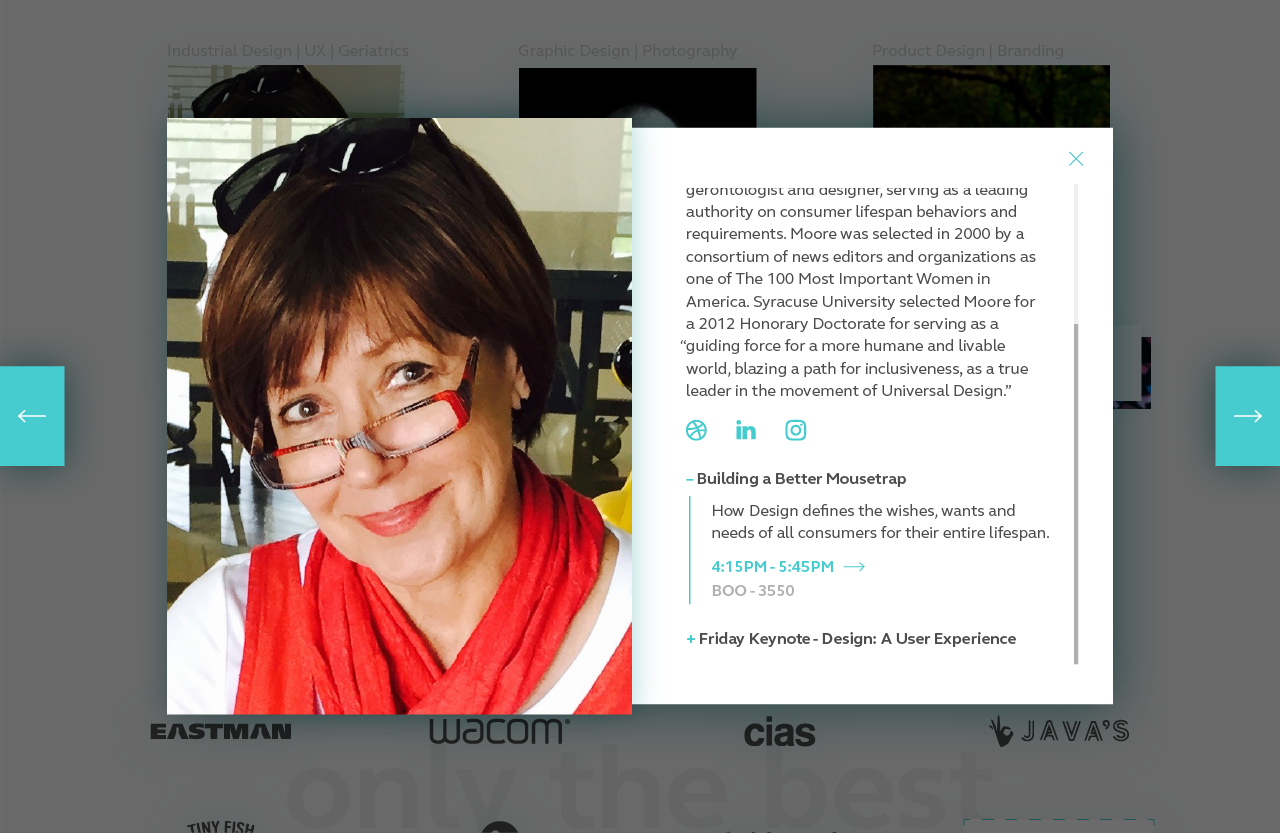 Industrial Design | UX | Geriatrics
Graphic Design | Photography
Product Design | Branding
gerontologist and designer, serving as a leading
authority on consumer lifespan behaviors and
requirements. Moore was selected in 2000 by a
consortium of news editors and organizations as
one of The 100 Most Important Women in
America. Syracuse University selected Moore for
a 2012 Honorary Doctorate for serving as a
“guiding force for a more humane and livable
world, blazing a path for inclusiveness, as a true
leader in the movement of Universal Design.”
– Building a Better Mousetrap
How Design defines the wishes, wants and
needs of all consumers for their entire lifespan.
4:15PM - 5:45PM
BOO - 3550
+ Friday Keynote - Design: A User Experience
EASTMAN
wacom®
cias
JAVA'S
only the best
TINY FISH